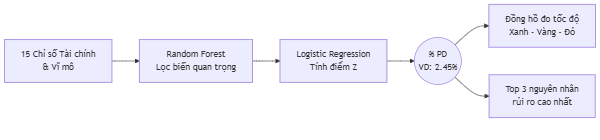 15 Chỉ số Tài chính
& Vĩ mô
Random Forest
Lọc biến quan trọng
Logistic Regression
Tính điểm Z
% PD
VD: 2.45%
Đồng hồ đo tốc độ
Xanh - Vàng - Đỏ
Top 3 nguyên nhân
rủi ro cao nhất